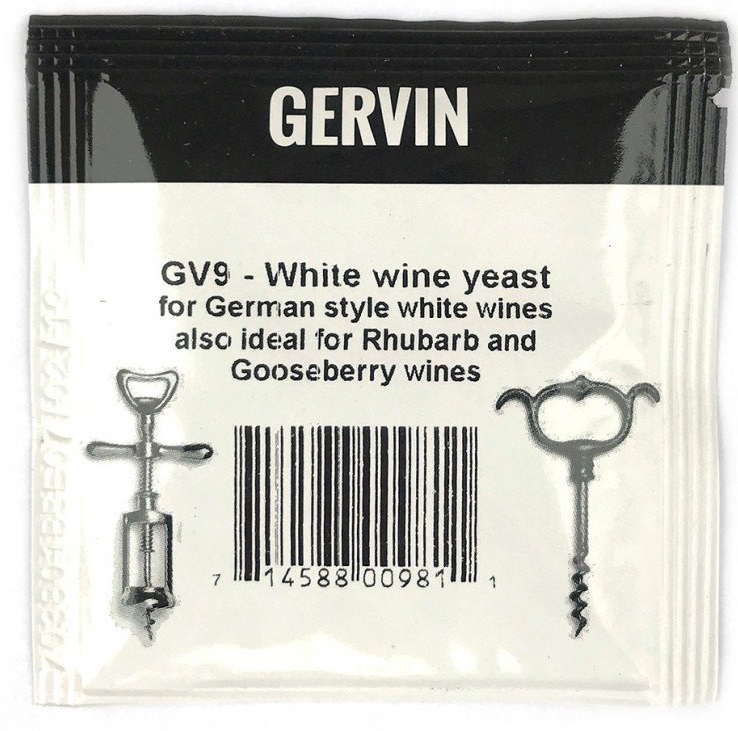 GERVIN
GV9 - White wine yeast
for German style white wines
also ideal for Rhubarb and
Gooseberry wines
7 14588 00981 1